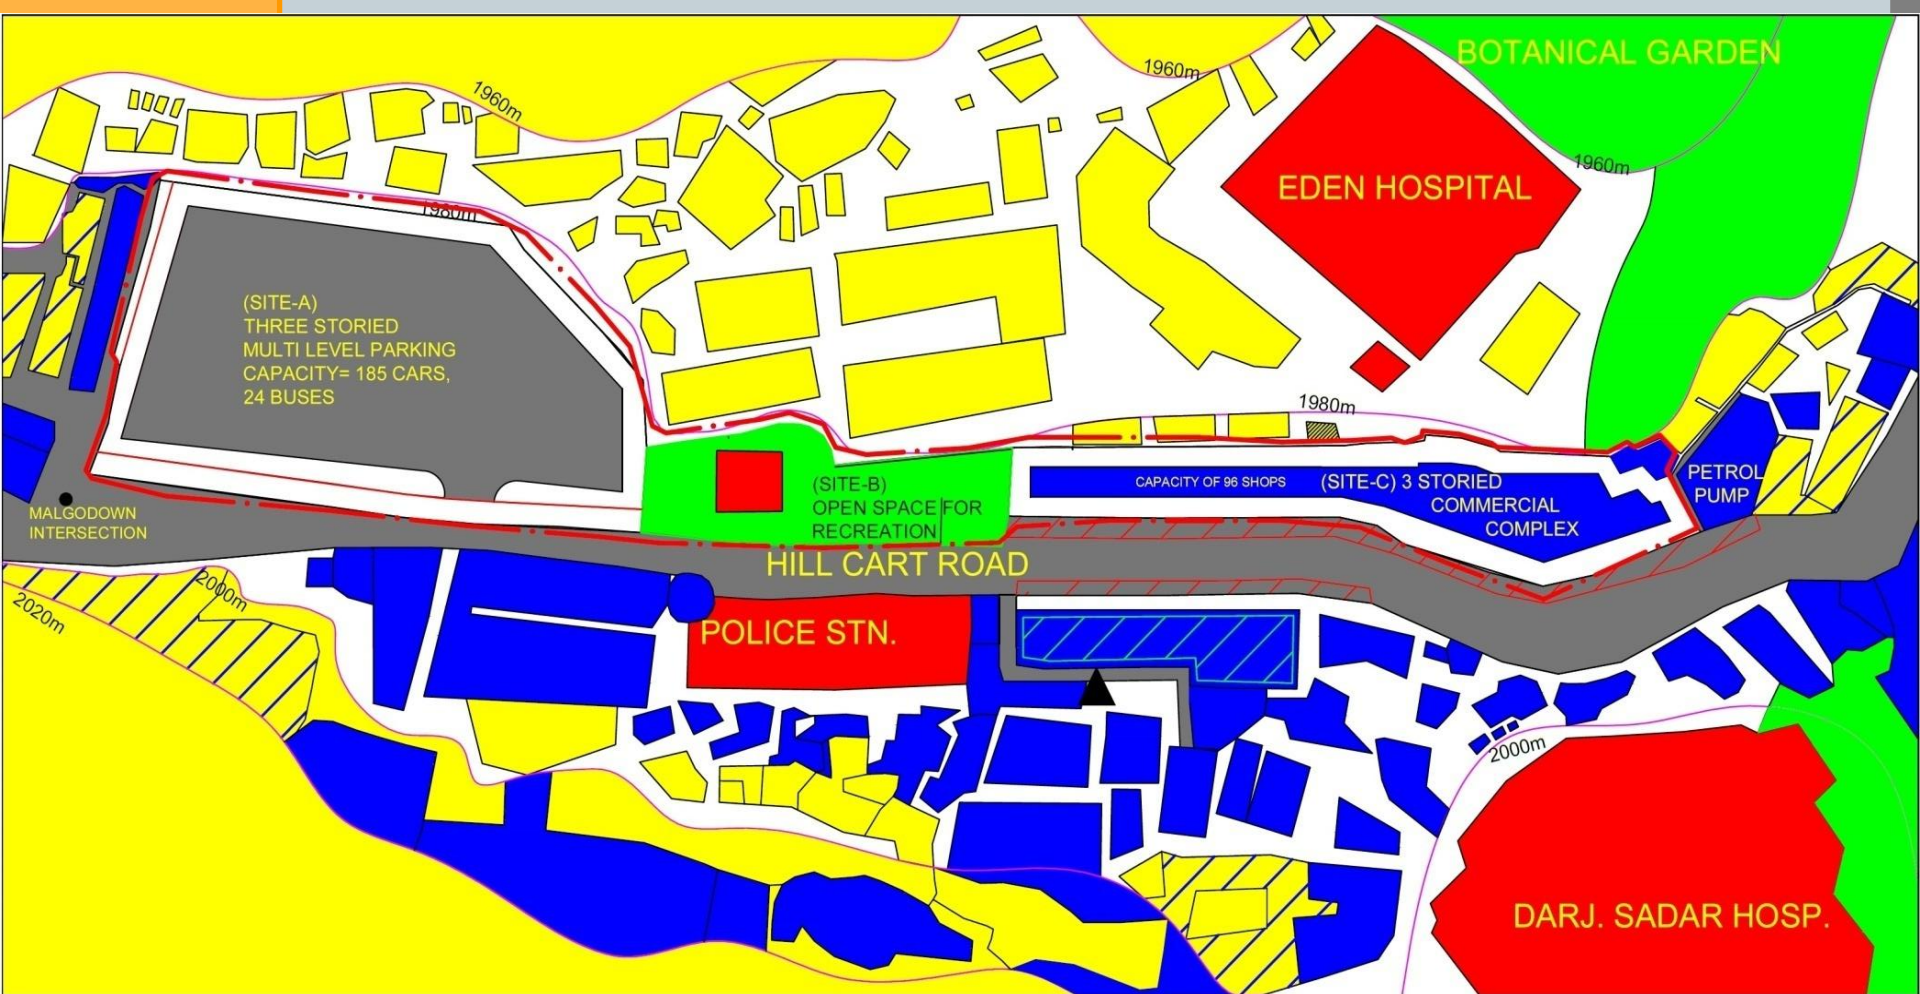 BOTANICAL GARDEN
1960m
1960m
1960m
EDEN HOSPITAL
1980m
(SITE-A)
THREE STORIED
MULTI LEVEL PARKING
CAPACITY= 185 CARS,
24 BUSES
1980m
MALGODOWN
INTERSECTION
(SITE-B)
OPEN SPACE FOR
RECREATION
CAPACITY OF 96 SHOPS
(SITE-C) 3 STORIED
COMMERCIAL
COMPLEX
PETROL
PUMP
HILL CART ROAD
2000m
2020m
POLICE STN.
2000m
DARJ. SADAR HOSP.